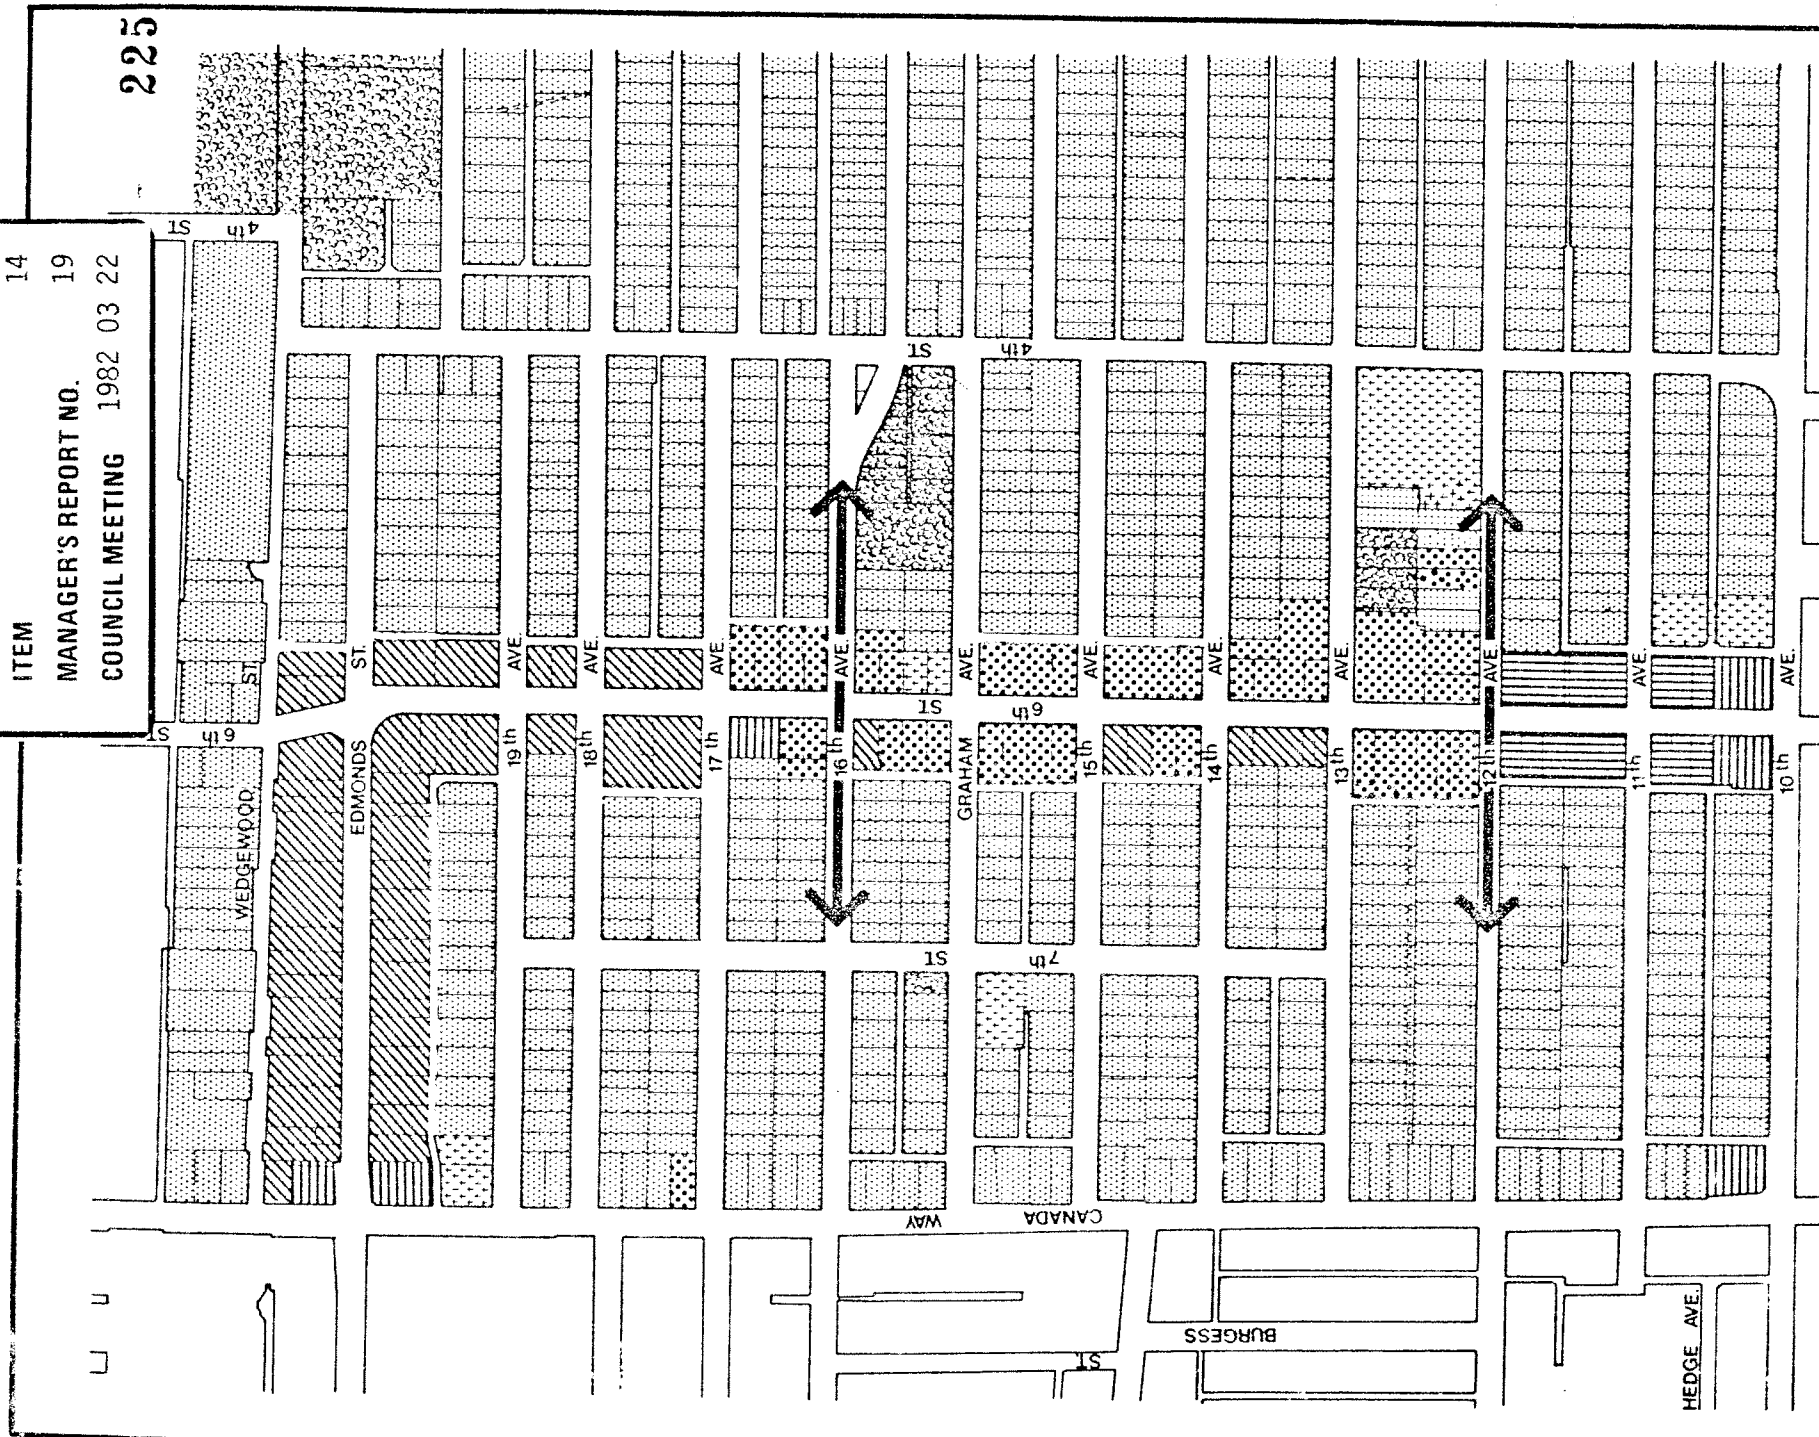 225
ITEM 14
MANAGER'S REPORT NO. 19
COUNCIL MEETING 1982 03 22
4th ST
6th ST
WEDGEWOOD ST.
EDMONDS ST.
19th AVE.
18th AVE.
17th AVE.
16th AVE.
GRAHAM AVE.
15th AVE.
14th AVE.
13th AVE.
12th AVE.
11th AVE.
10th AVE.
4th ST
6th ST
7th ST
CANADA WAY
BURGESS ST
HEDGE AVE.